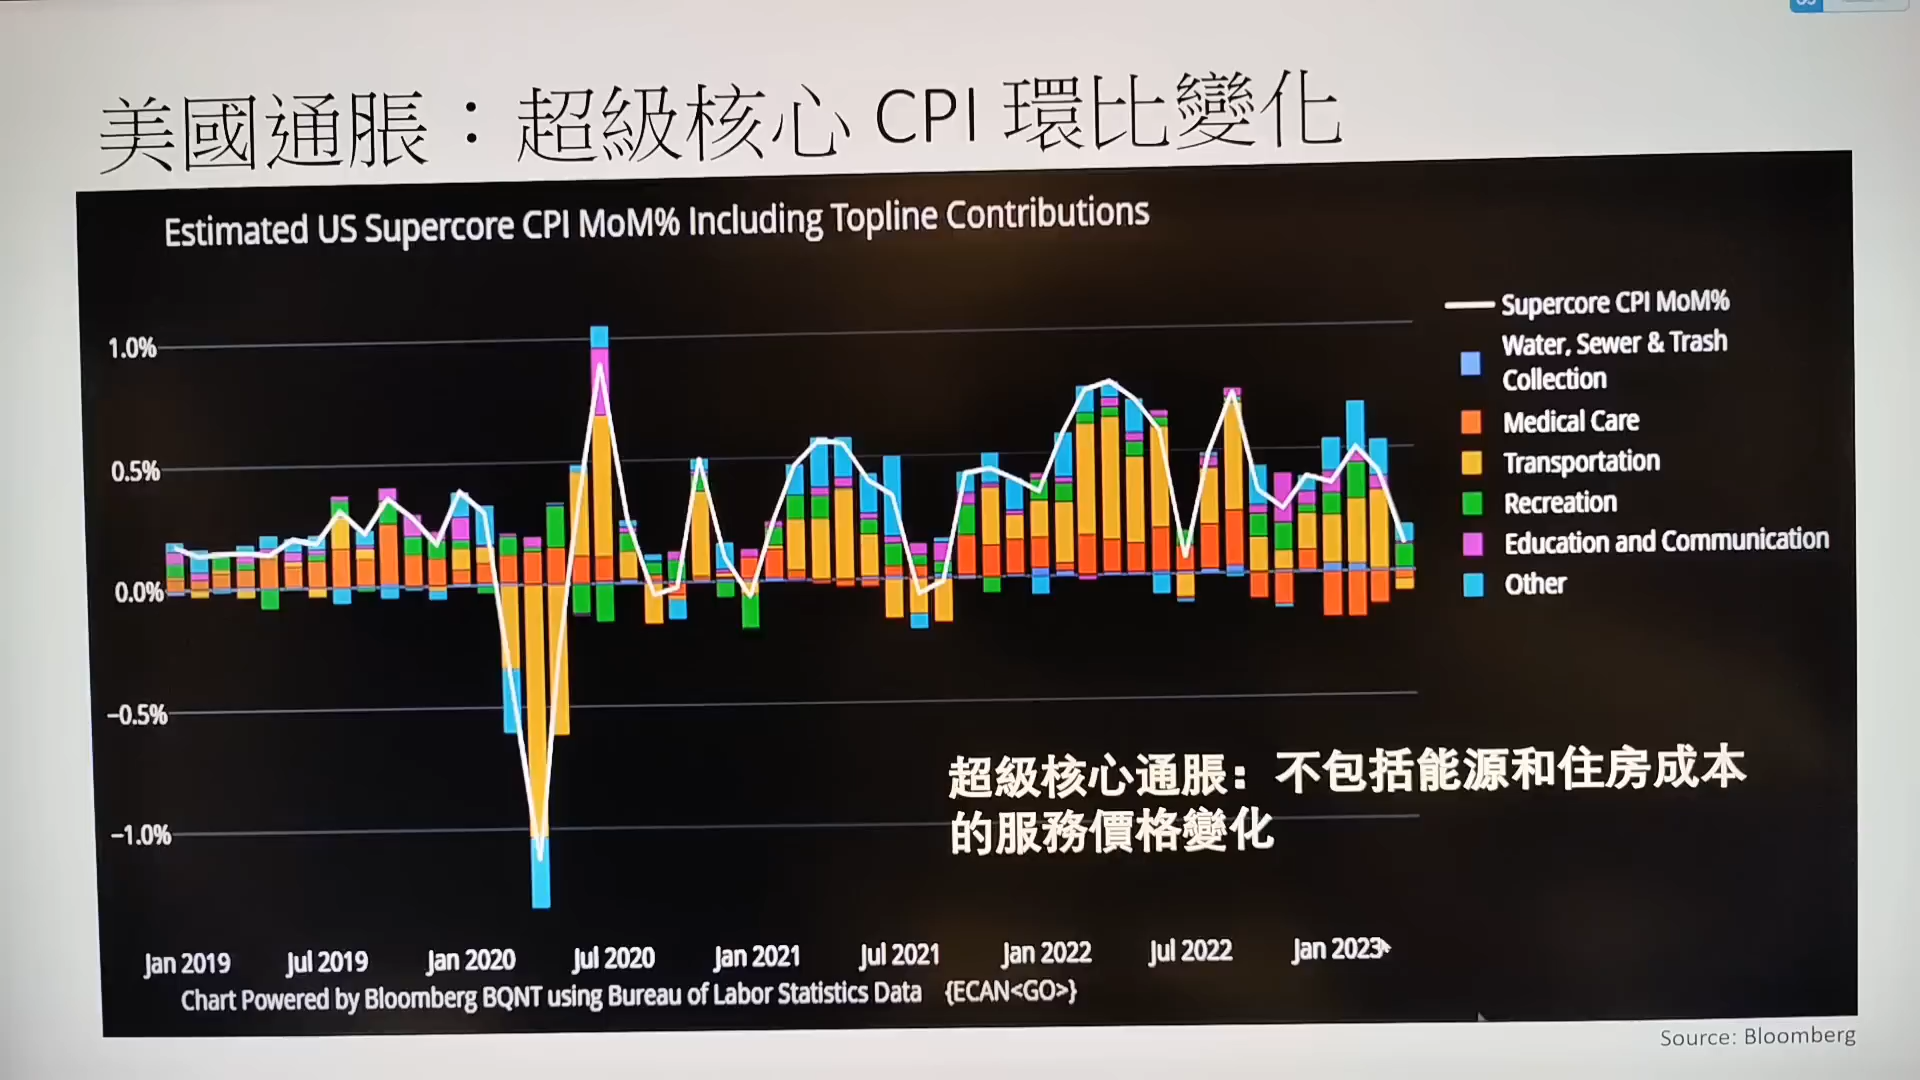 美國通脹：超級核心 CPI 環比變化
Estimated US Supercore CPI MoM% Including Topline Contributions
1.0%
0.5%
0.0%
−0.5%
−1.0%
Supercore CPI MoM%
Water, Sewer & Trash
Collection
Medical Care
Transportation
Recreation
Education and Communication
Other
超級核心通脹：不包括能源和住房成本
的服務價格變化
Jan 2019 Jul 2019 Jan 2020 Jul 2020 Jan 2021 Jul 2021 Jan 2022 Jul 2022 Jan 2023
Chart Powered by Bloomberg BQNT using Bureau of Labor Statistics Data {ECAN<GO>}
Source: Bloomberg